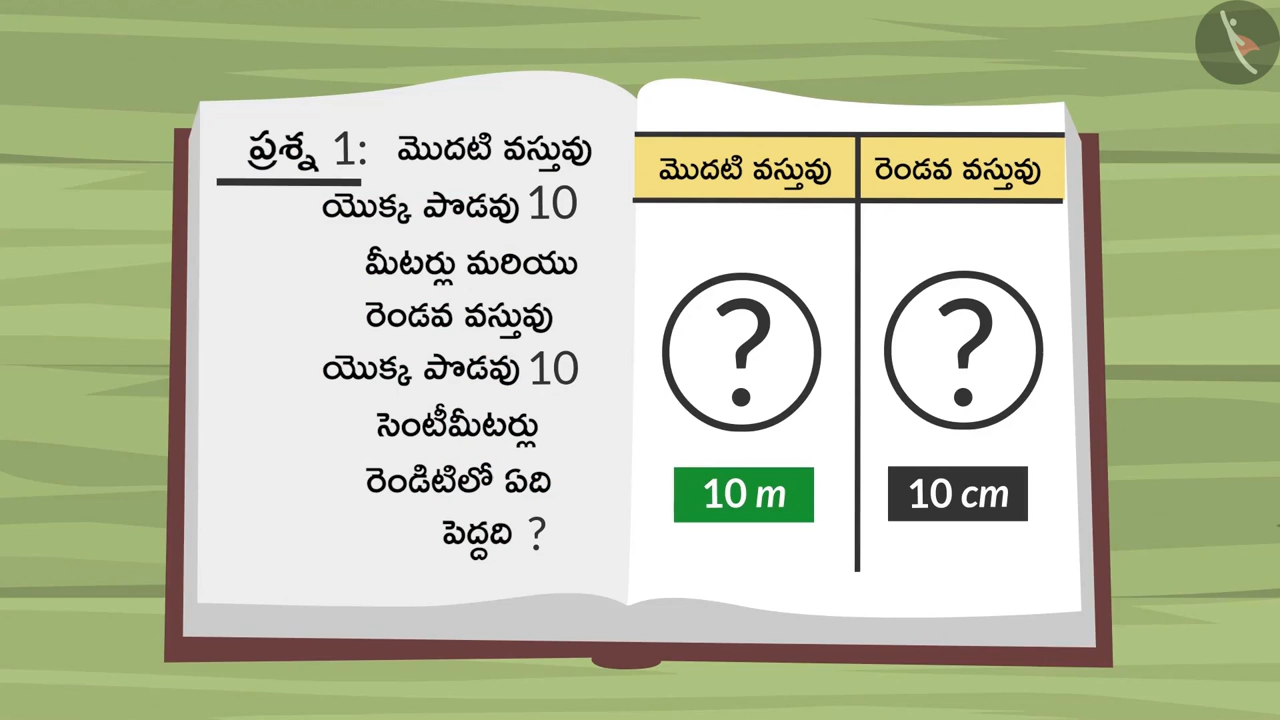 ప్రశ్న 1: మొదటి వస్తువు
యొక్క పొడవు 10
మీటర్లు మరియు
రెండవ వస్తువు
యొక్క పొడవు 10
సెంటీమీటర్లు
రెండిటిలో ఏది
పెద్దది ?
మొదటి వస్తువు రెండవ వస్తువు
? ?
10 m 10 cm